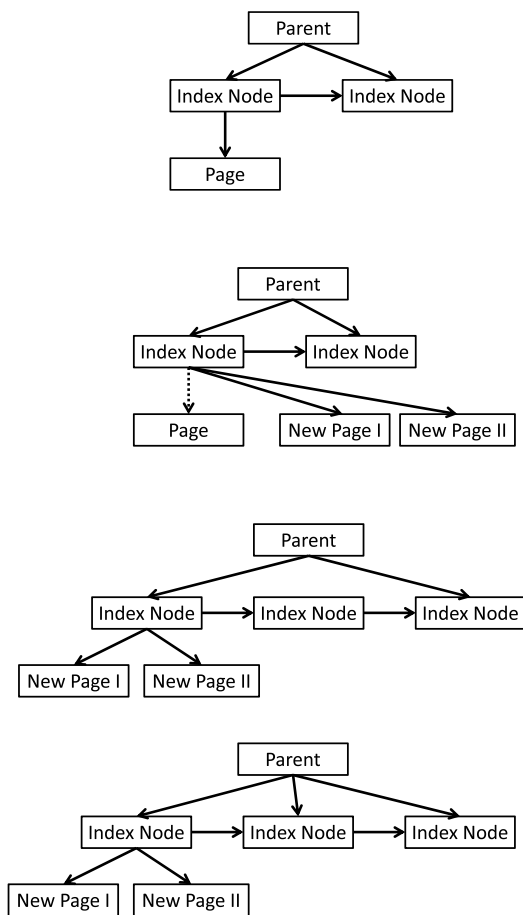 Parent
Index Node Index Node
Page
Parent
Index Node Index Node
Page New Page I New Page II
Parent
Index Node Index Node Index Node
New Page I New Page II
Parent
Index Node Index Node Index Node
New Page I New Page II